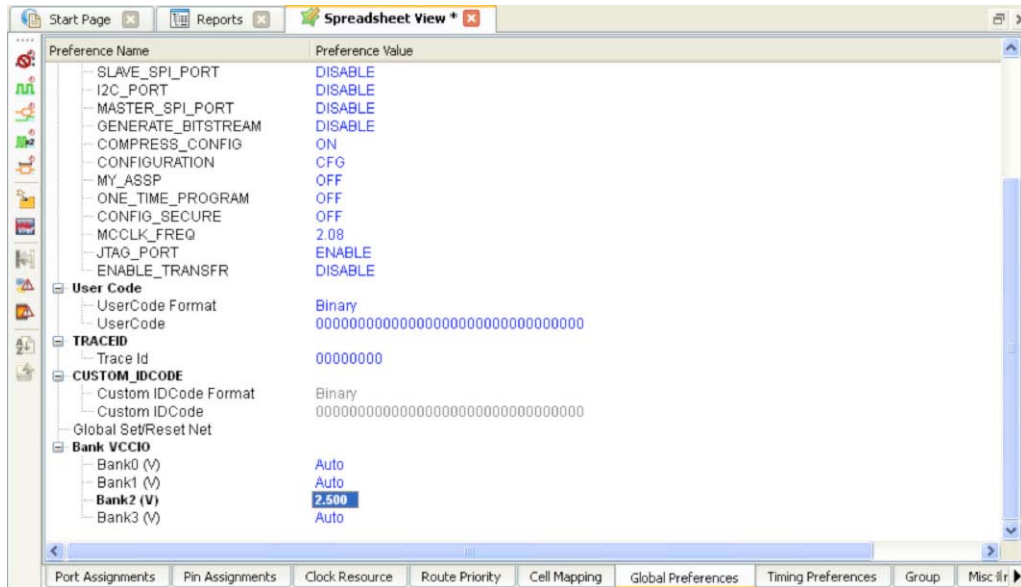 Start Page Reports Spreadsheet View *
Preference Name Preference Value
SLAVE_SPI_PORT DISABLE
I2C_PORT DISABLE
MASTER_SPI_PORT DISABLE
GENERATE_BITSTREAM DISABLE
COMPRESS_CONFIG ON
CONFIGURATION CFG
MY_ASSP OFF
ONE_TIME_PROGRAM OFF
CONFIG_SECURE OFF
MCCLK_FREQ 2.08
JTAG_PORT ENABLE
ENABLE_TRANSFR DISABLE
User Code
UserCode Format Binary
UserCode 00000000000000000000000000000000
TRACEID
Trace Id 00000000
CUSTOM_IDCODE
Custom IDCode Format Binary
Custom IDCode 00000000000000000000000000000000
Global Set/Reset Net
Bank VCCIO
Bank0 (V) Auto
Bank1 (V) Auto
Bank2 (V) 2.500
Bank3 (V) Auto
Port Assignments Pin Assignments Clock Resource Route Priority Cell Mapping Global Preferences Timing Preferences Group Misc